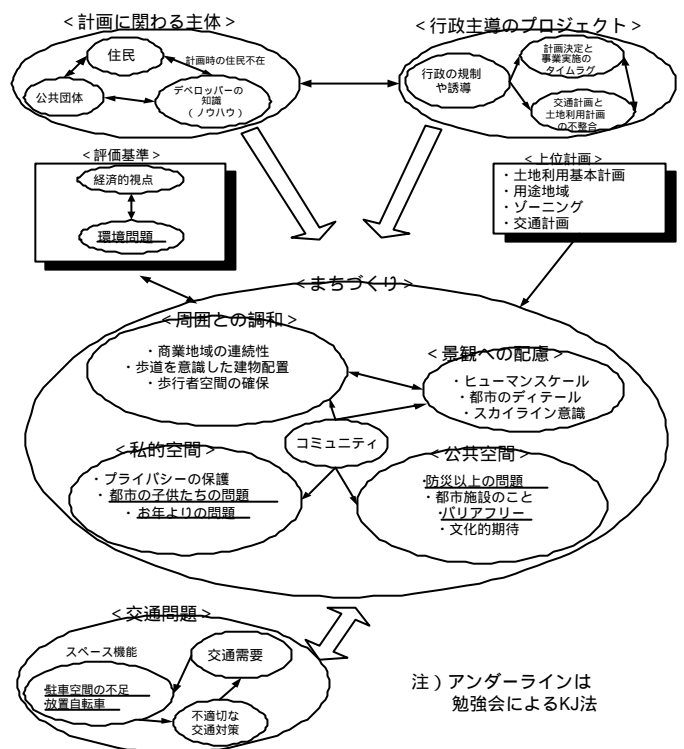 <計画に関わる主体>
住民
計画時の住民不在
公共団体
デベロッパーの
知識
(ノウハウ)
<行政主導のプロジェクト>
行政の規制
や誘導
計画決定と
事業実施の
タイムラグ
交通計画と
土地利用計画
の不整合
<評価基準>
経済的視点
環境問題
<上位計画>
・土地利用基本計画
・用途地域
・ゾーニング
・交通計画
<まちづくり>
<周囲との調和>
・商業地域の連続性
・歩道を意識した建物配置
・歩行者空間の確保
<景観への配慮>
・ヒューマンスケール
・都市のディテール
・スカイライン意識
コミュニティ
<私的空間>
・プライバシーの保護
・都市の子供たちの問題
・お年よりの問題
<公共空間>
・防災以上の問題
・都市施設のこと
・バリアフリー
・文化的期待
<交通問題>
スペース機能
・駐車空間の不足
・放置自転車
交通需要
不適切な
交通対策
注)アンダーラインは
勉強会によるKJ法